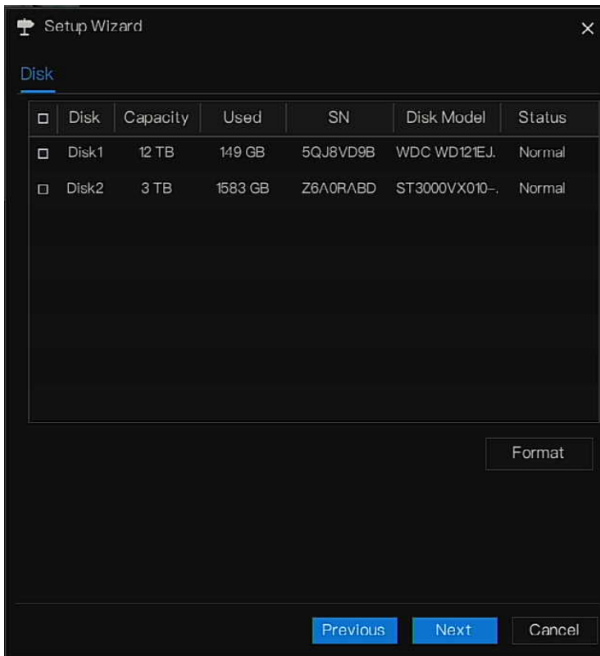 Setup Wizard
Disk
Disk Capacity Used SN Disk Model Status
Disk1 12 TB 149 GB 5QJ8VD9B WDC WD121EJ. Normal
Disk2 3 TB 1583 GB Z6A0RABD ST3000VX010-. Normal
Format
Previous Next Cancel